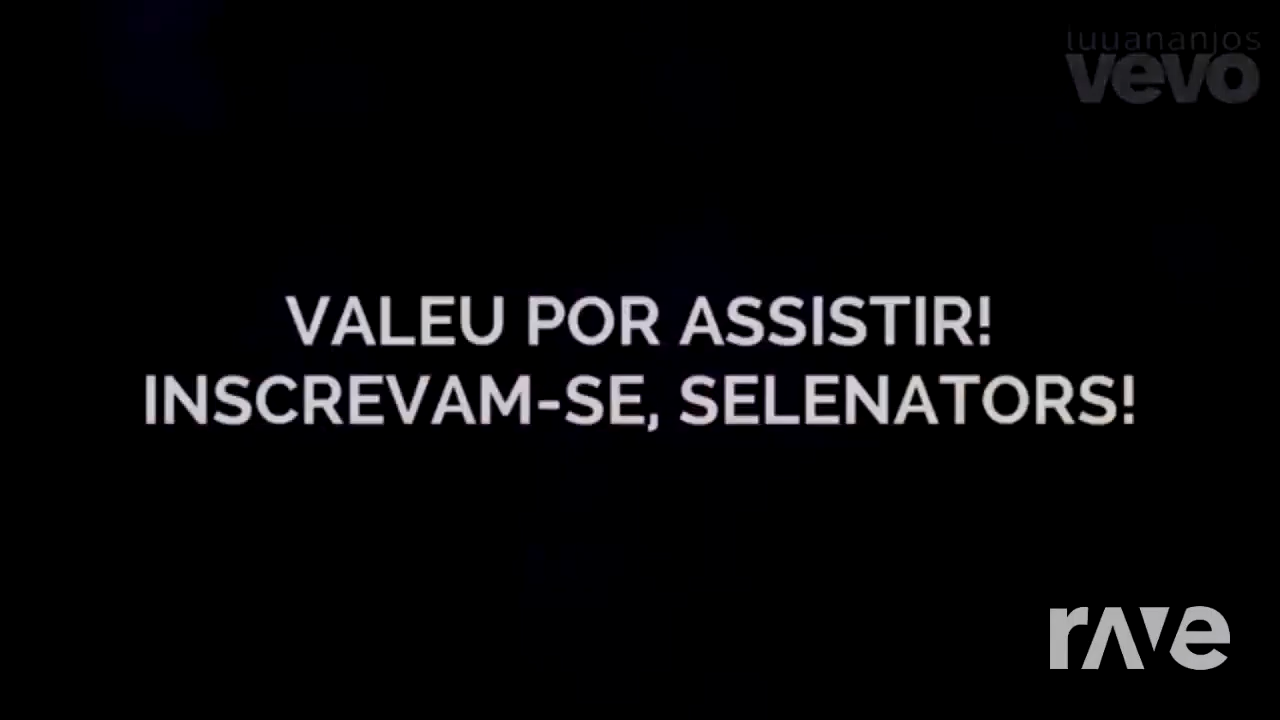 luuananjos
vevo
VALEU POR ASSISTIR!
INSCREVAM-SE, SELENATORS!
rave